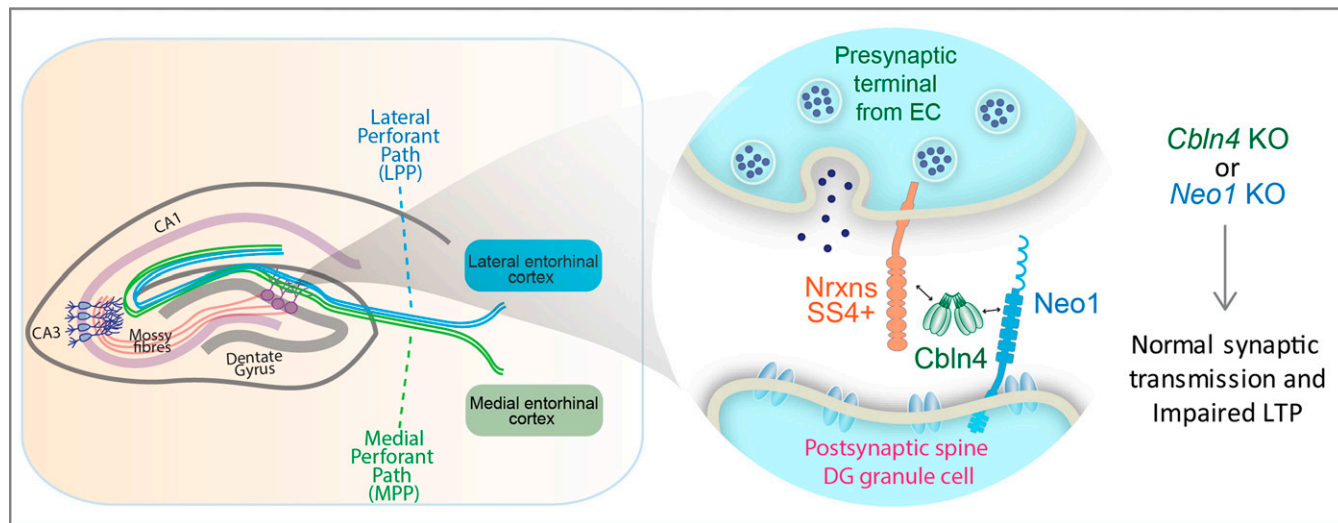 Lateral
Perforant
Path
(LPP)
CA1
CA3
Mossy
fibres
Dentate
Gyrus
Lateral entorhinal
cortex
Medial entorhinal
cortex
Medial
Perforant
Path
(MPP)
Presynaptic
terminal
from EC
Nrxns
SS4+
Cbln4
Neo1
Postsynaptic spine
DG granule cell
Cbln4 KO
or
Neo1 KO
Normal synaptic
transmission and
Impaired LTP